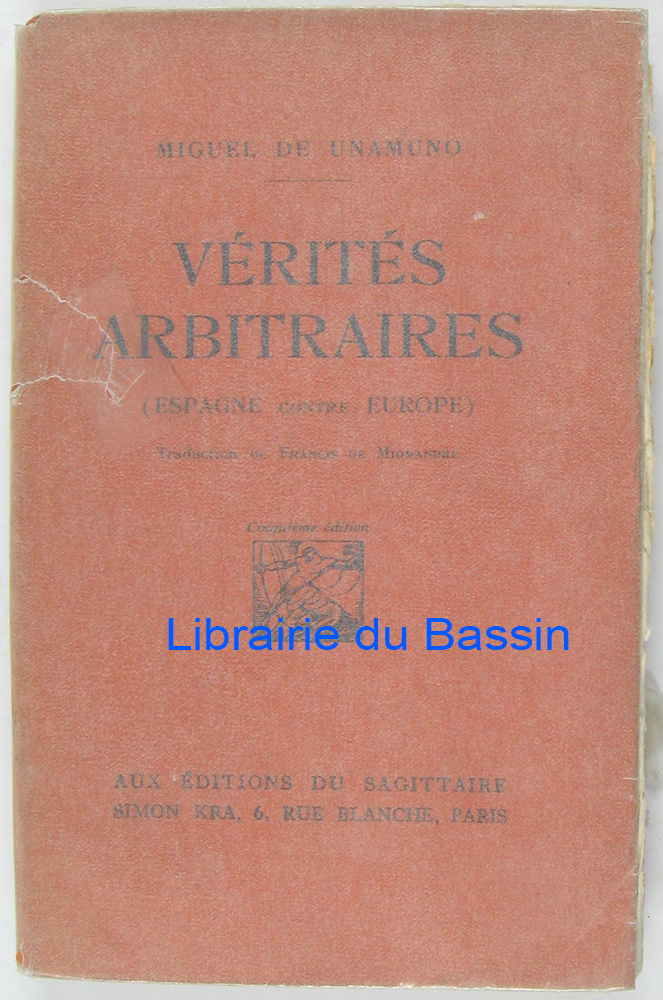 MIGUEL DE UNAMUNO
VÉRITÉS
ARBITRAIRES
(ESPAGNE CONTRE EUROPE)
Traduction de FRANCIS DE MIOMANDRE
Cinquième édition
Librairie du Bassin
AUX ÉDITIONS DU SAGITTAIRE
SIMON KRA, 6, RUE BLANCHE, PARIS